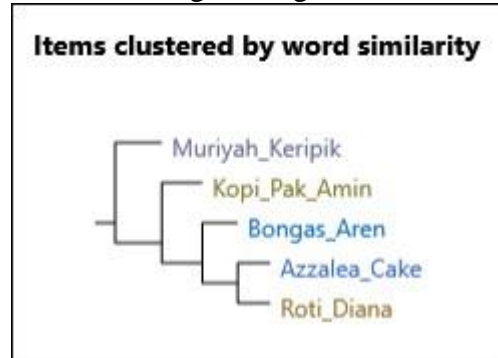 Items clustered by word similarity
Muriyah_Keripik
Kopi_Pak_Amin
Bongas_Aren
Azzalea_Cake
Roti_Diana